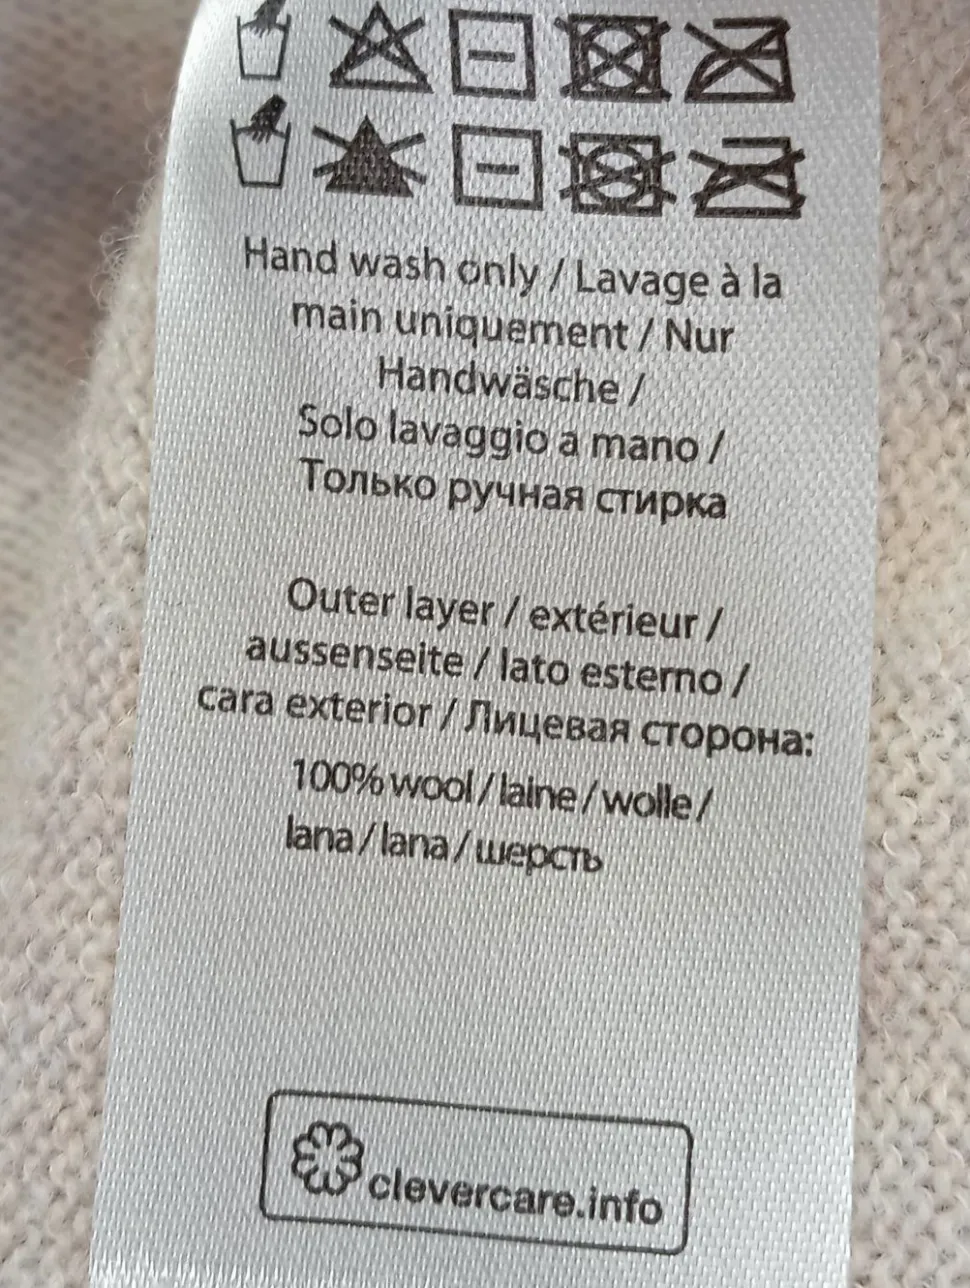 Hand wash only / Lavage à la
main uniquement / Nur
Handwäsche /
Solo lavaggio a mano /
Только ручная стирка
Outer layer / extérieur /
aussenseite / lato esterno /
cara exterior / Лицевая сторона:
100% wool / laine / wolle /
lana / lana / шерсть
clevercare.info